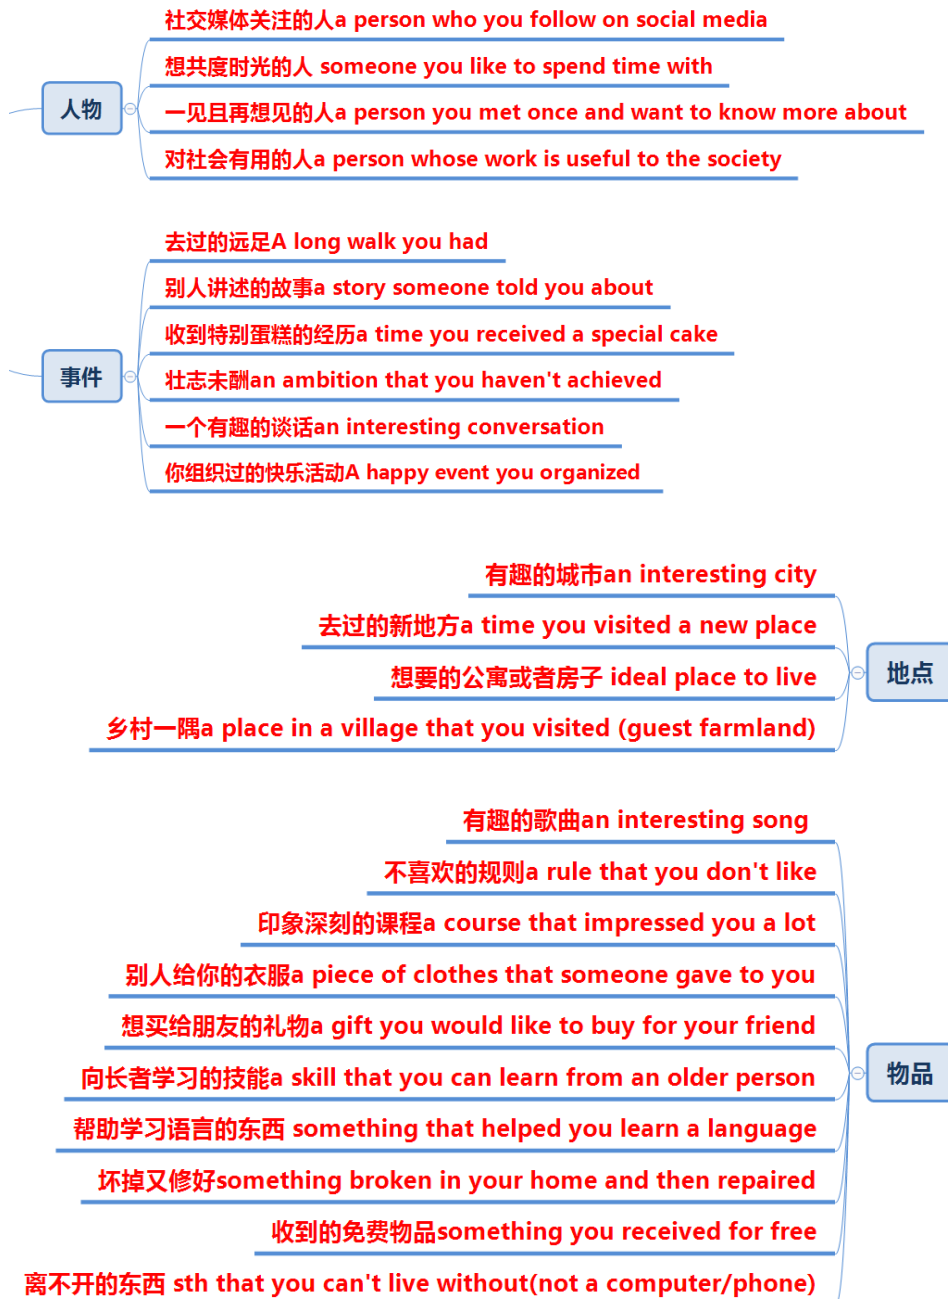 社交媒体关注的人a person who you follow on social media
想共度时光的人 someone you like to spend time with
人物
一见且再想见的人a person you met once and want to know more about
对社会有用的人a person whose work is useful to the society
去过的远足A long walk you had
别人讲述的故事a story someone told you about
收到特别蛋糕的经历a time you received a special cake
事件
壮志未酬an ambition that you haven't achieved
一个有趣的谈话an interesting conversation
你组织过的快乐活动A happy event you organized
有趣的城市an interesting city
去过的新地方a time you visited a new place
地点
想要的公寓或者房子 ideal place to live
乡村一隅a place in a village that you visited (guest farmland)
有趣的歌曲an interesting song
不喜欢的规则a rule that you don't like
印象深刻的课程a course that impressed you a lot
别人给你的衣服a piece of clothes that someone gave to you
想买给朋友的礼物a gift you would like to buy for your friend
物品
向长者学习的技能a skill that you can learn from an older person
帮助学习语言的东西 something that helped you learn a language
坏掉又修好something broken in your home and then repaired
收到的免费物品something you received for free
离不开的东西 sth that you can't live without(not a computer/phone)